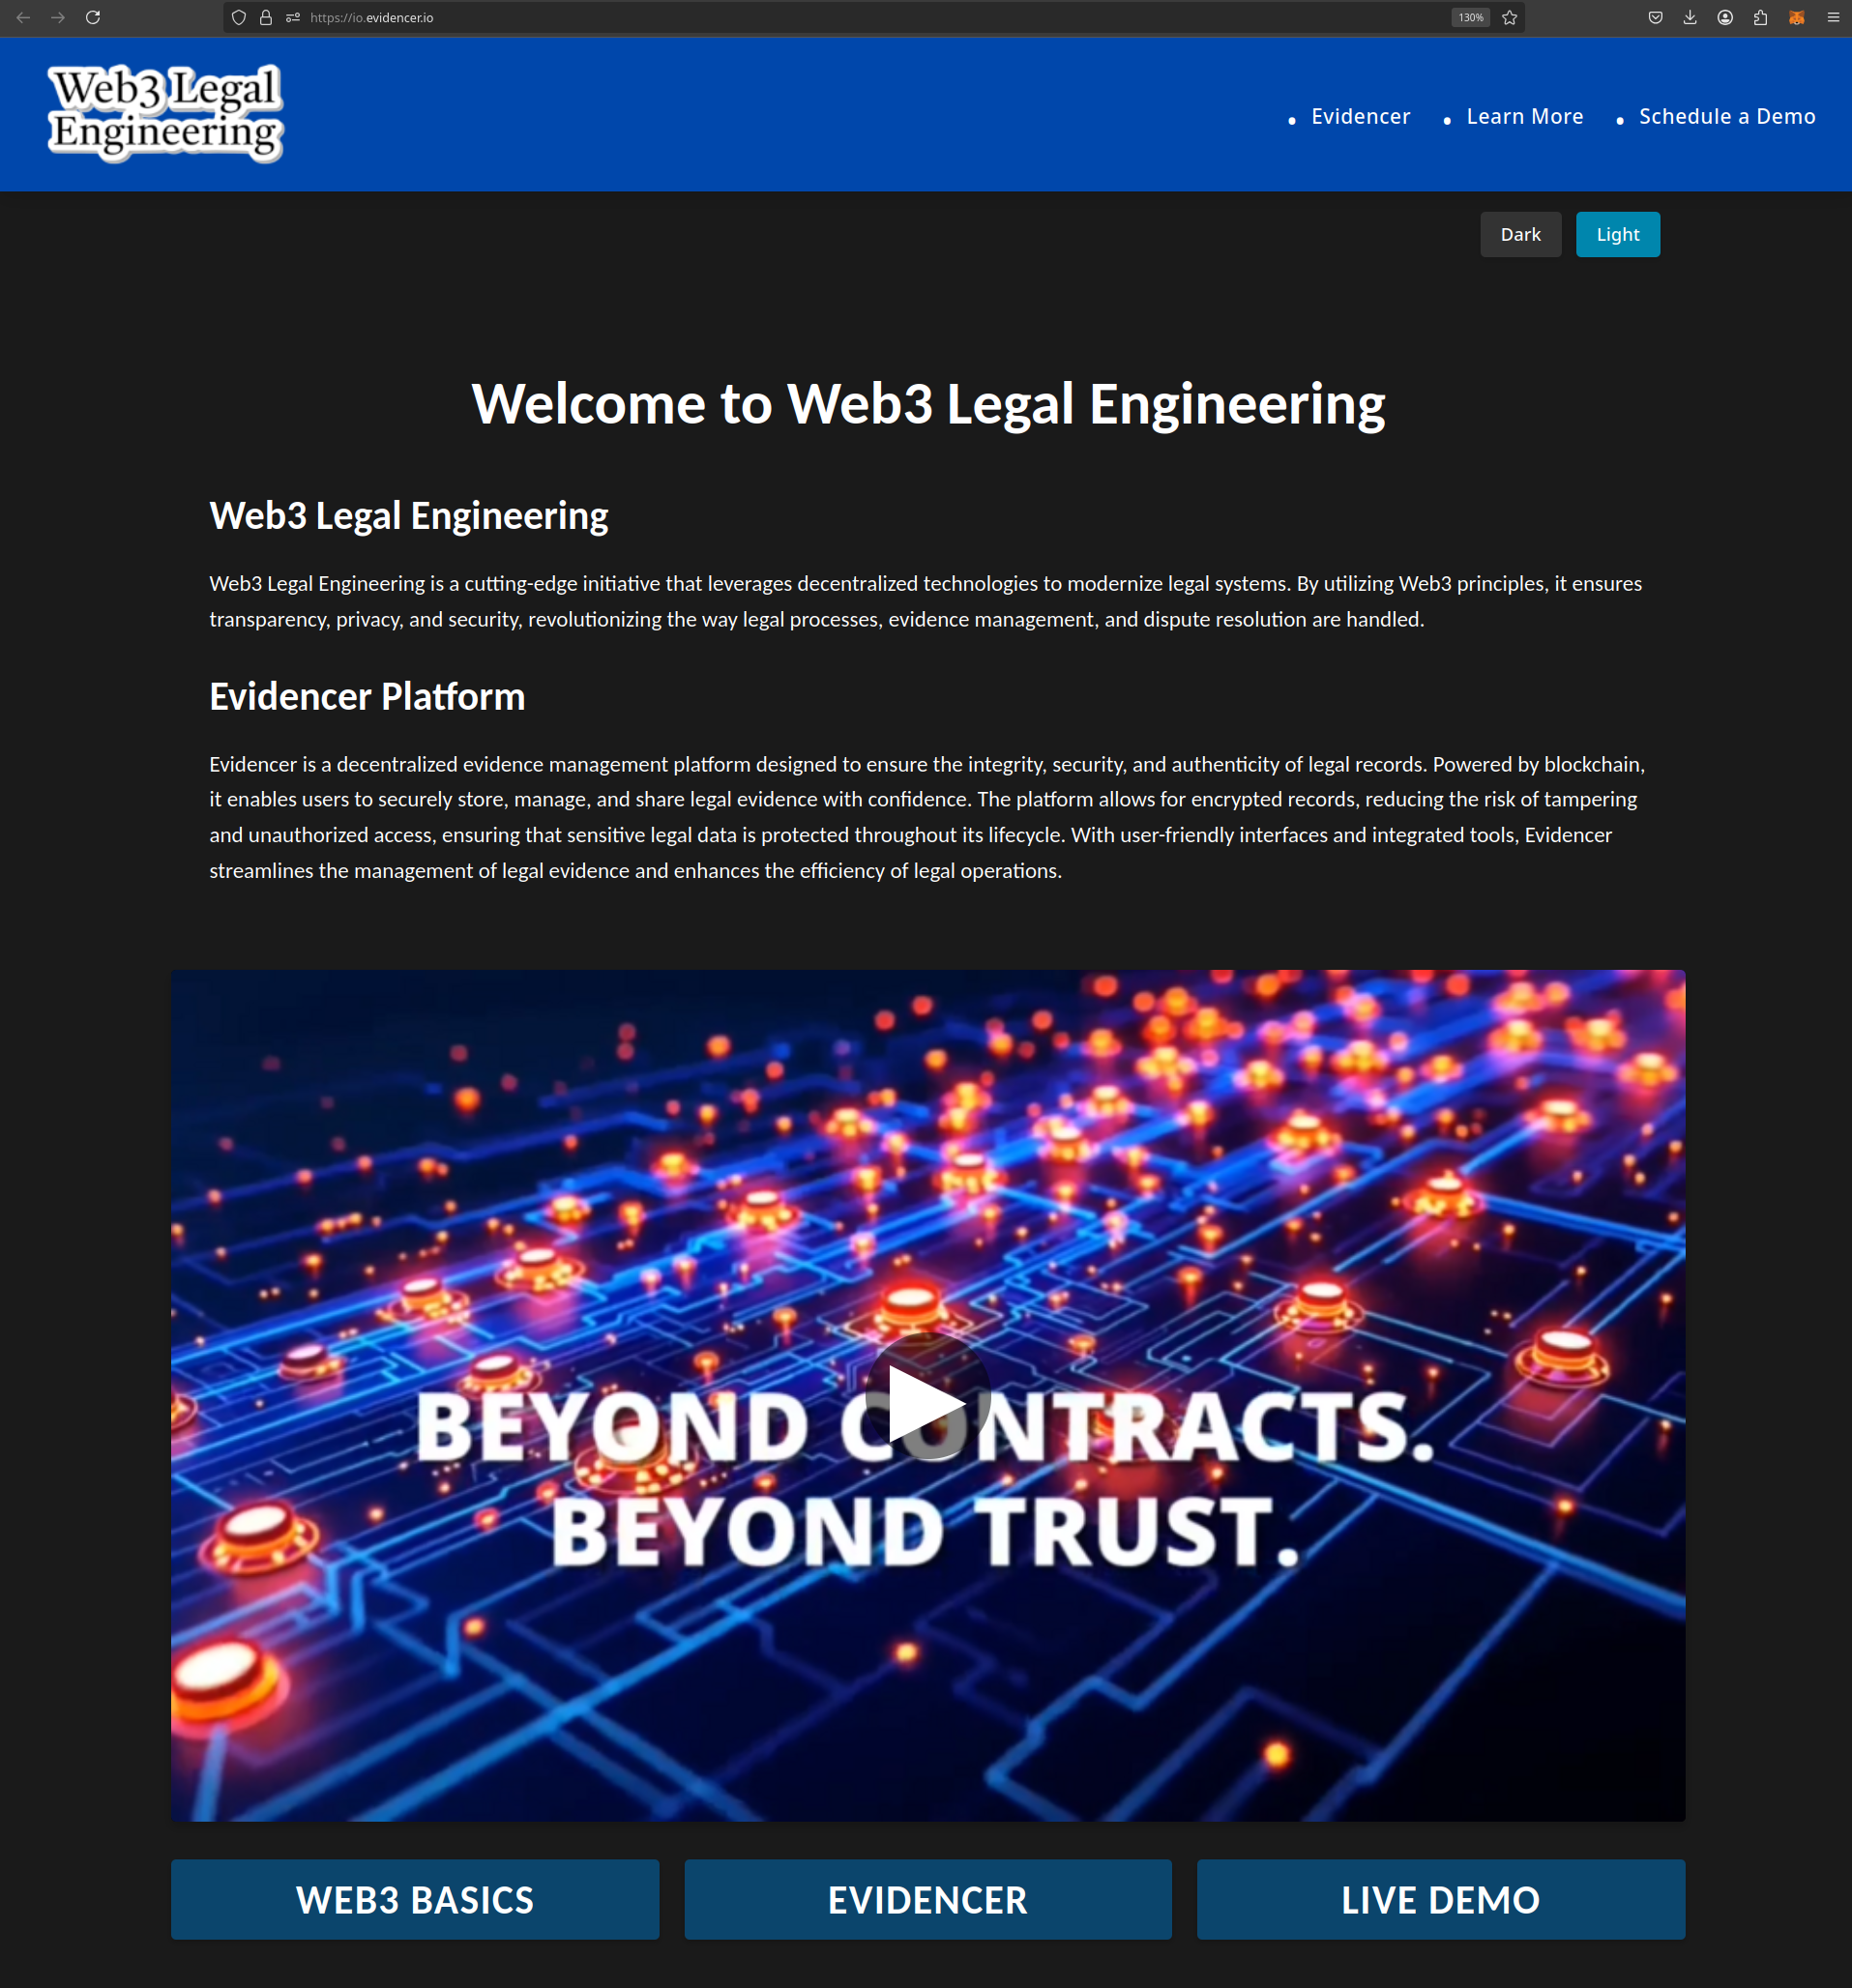 https://io.evidencer.io
130%
Web3 Legal
Engineering
• Evidencer • Learn More • Schedule a Demo
Dark Light
Welcome to Web3 Legal Engineering
Web3 Legal Engineering
Web3 Legal Engineering is a cutting-edge initiative that leverages decentralized technologies to modernize legal systems. By utilizing Web3 principles, it ensures
transparency, privacy, and security, revolutionizing the way legal processes, evidence management, and dispute resolution are handled.
Evidencer Platform
Evidencer is a decentralized evidence management platform designed to ensure the integrity, security, and authenticity of legal records. Powered by blockchain,
it enables users to securely store, manage, and share legal evidence with confidence. The platform allows for encrypted records, reducing the risk of tampering
and unauthorized access, ensuring that sensitive legal data is protected throughout its lifecycle. With user-friendly interfaces and integrated tools, Evidencer
streamlines the management of legal evidence and enhances the efficiency of legal operations.
BEYOND CONTRACTS.
BEYOND TRUST.
WEB3 BASICS
EVIDENCER
LIVE DEMO